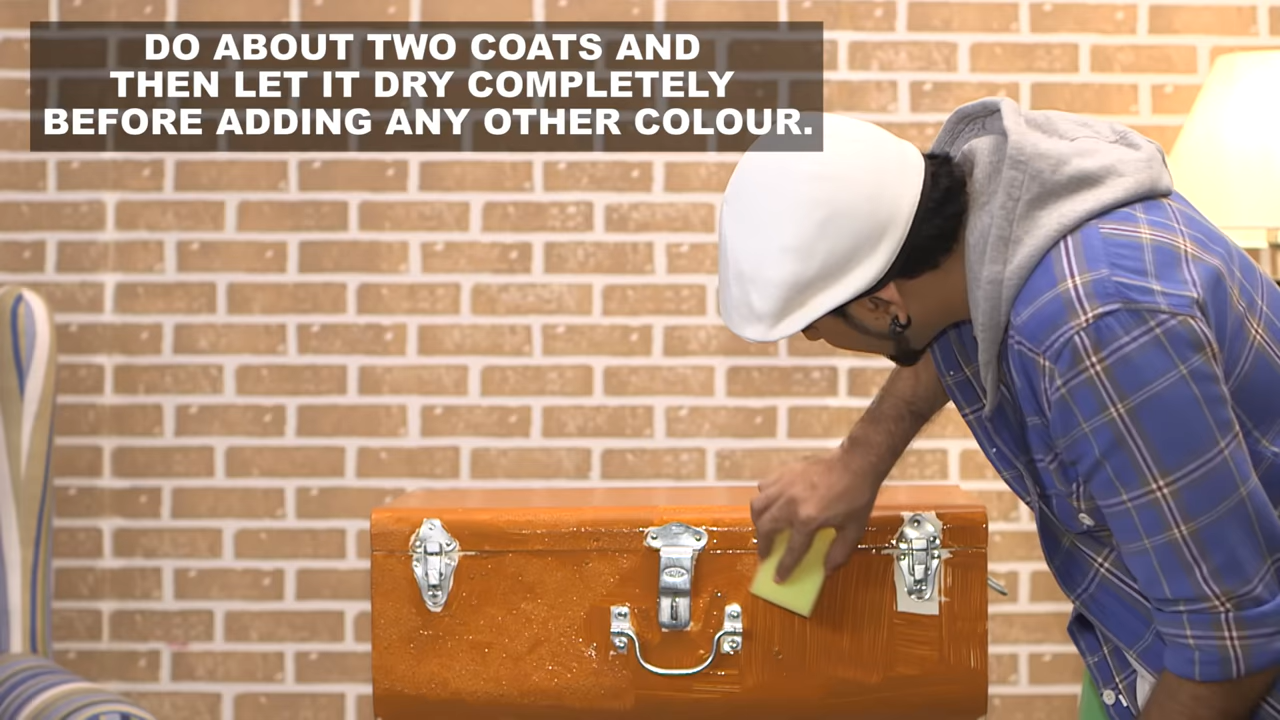 DO ABOUT TWO COATS AND
THEN LET IT DRY COMPLETELY
BEFORE ADDING ANY OTHER COLOUR.